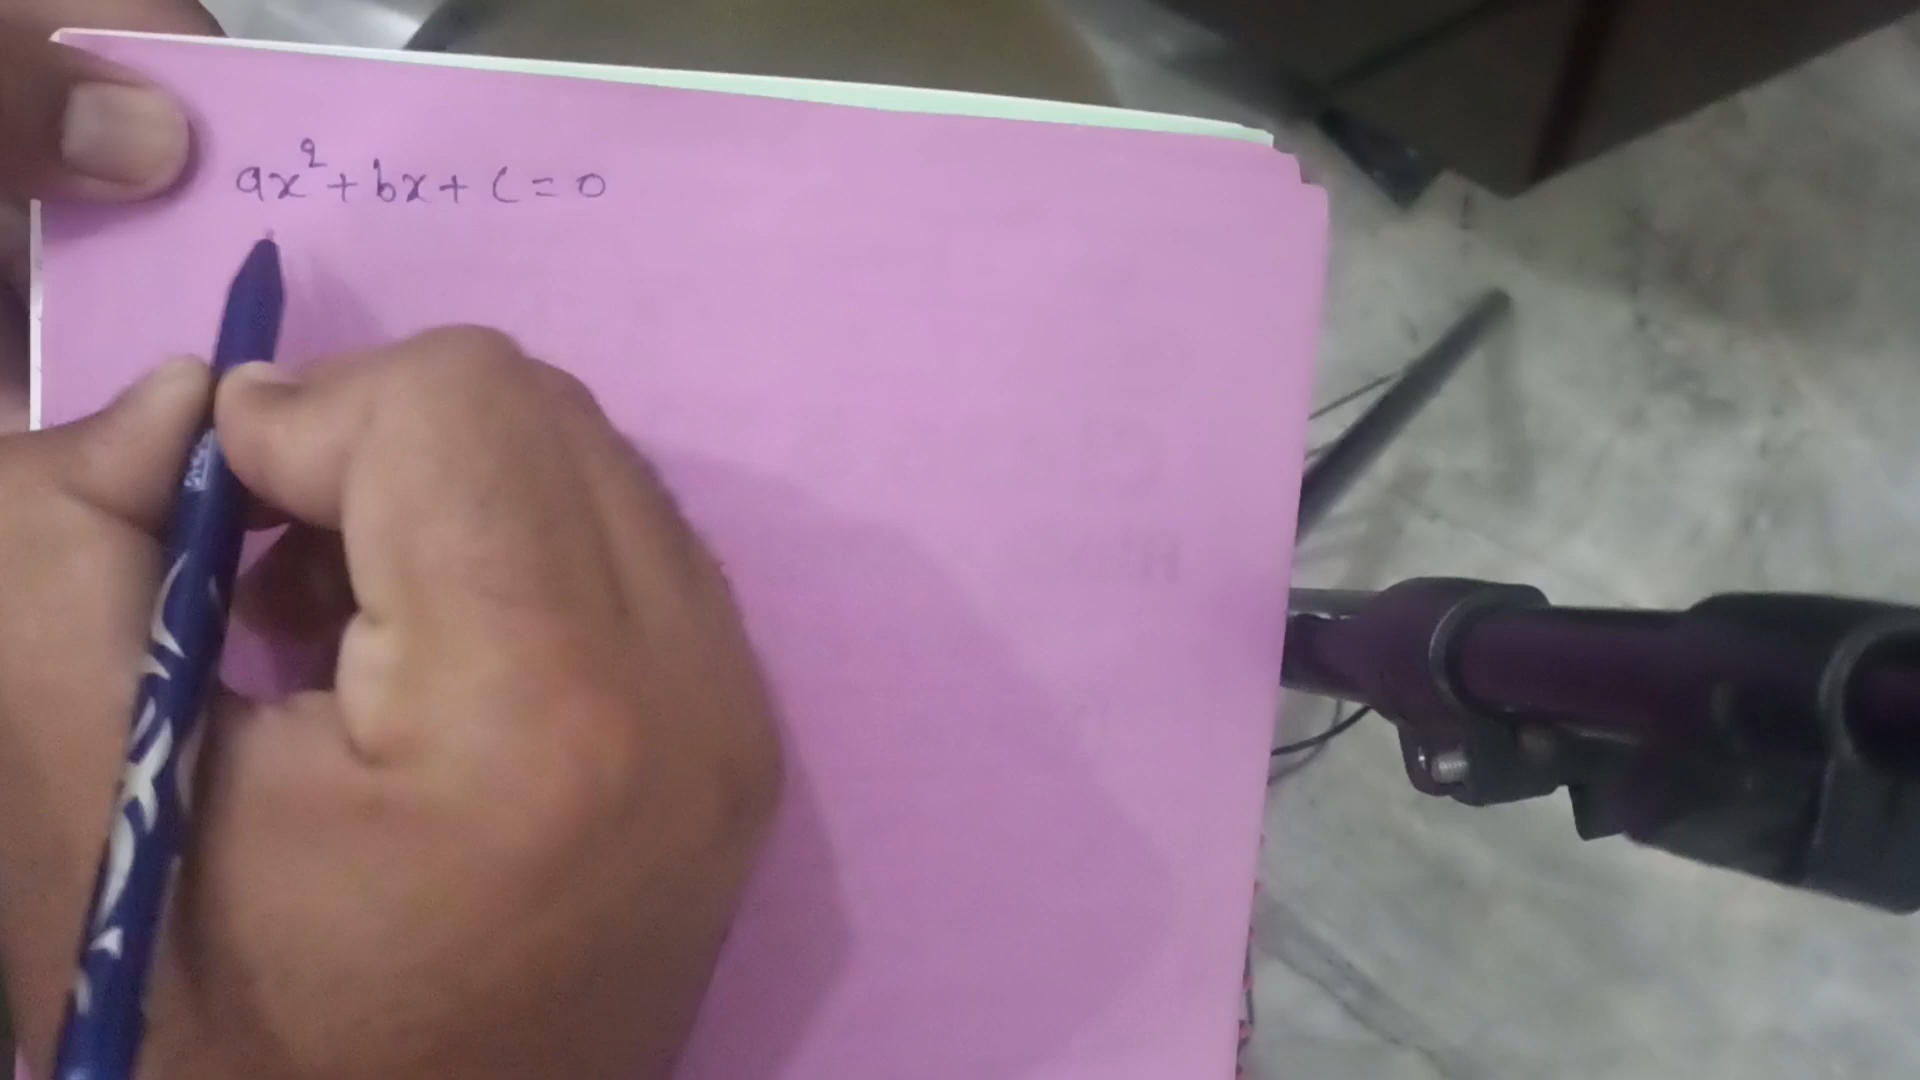 ax² + bx + c = 0